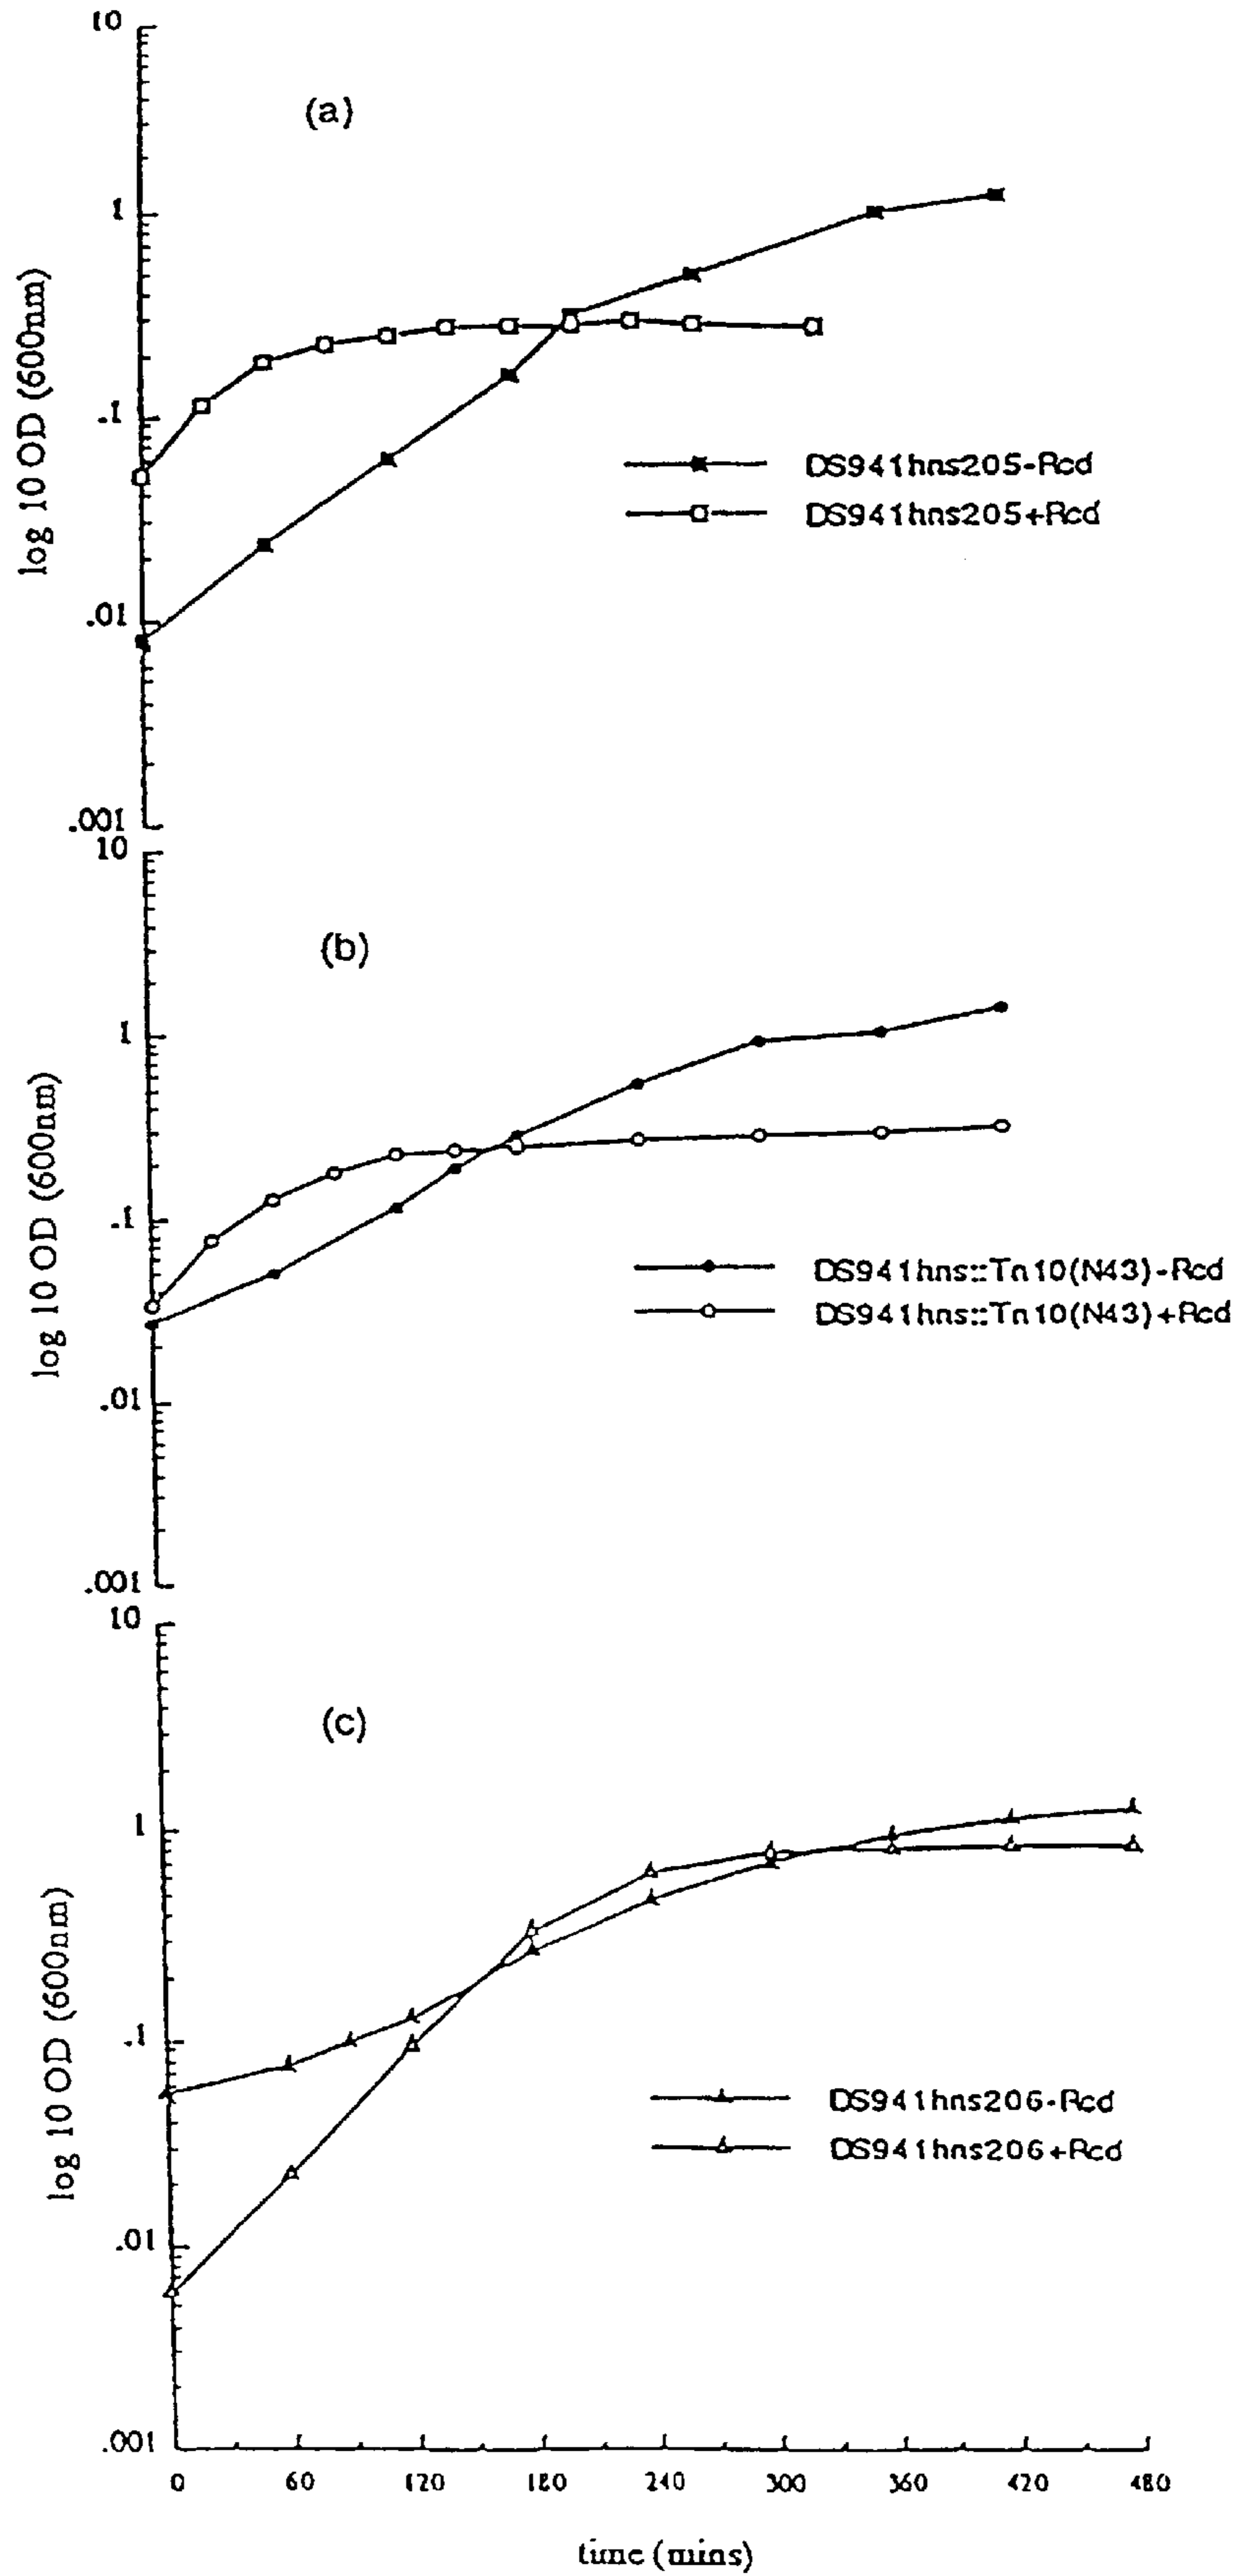 10
(a)
1
log 10 OD (600nm)
.1
DS941hns205-Rcd
DS941hns205+Rcd
.01
.001
10
(b)
1
log 10 OD (600nm)
.1
DS941hns::Tn10(N43)-Rcd
DS941hns::Tn10(N43)+Rcd
.01
.001
10
(c)
1
log 10 OD (600nm)
.1
DS941hns206-Rcd
DS941hns206+Rcd
.01
.001
0 60 120 180 240 300 360 420 480
time (mins)